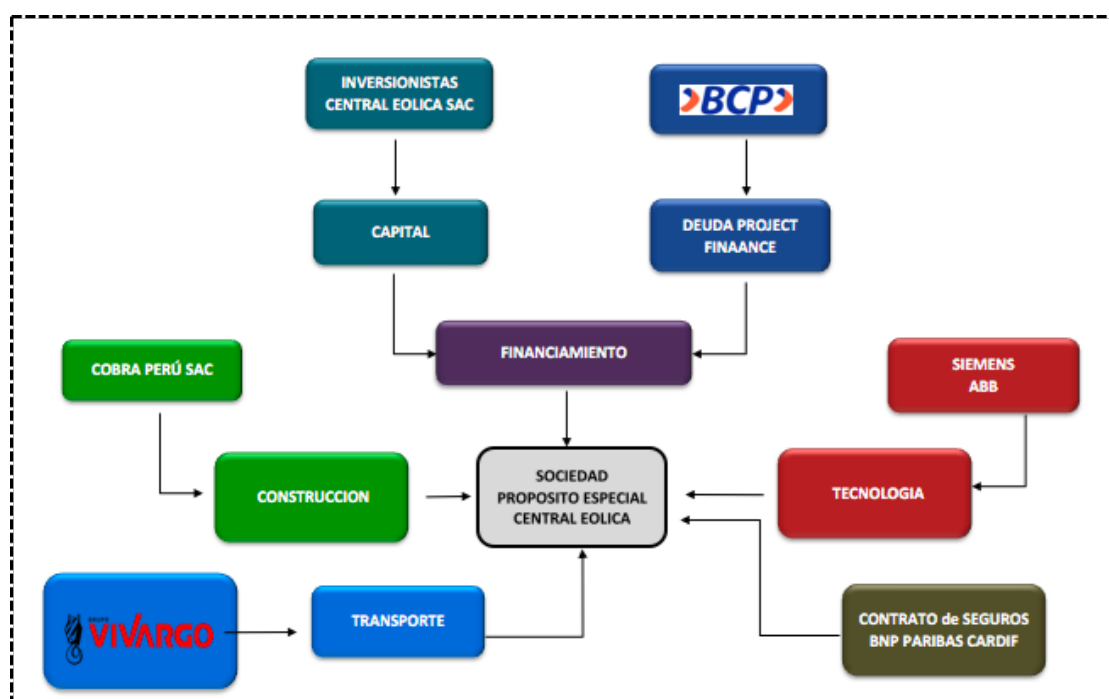 INVERSIONISTAS
CENTRAL EOLICA SAC
BCP
CAPITAL
DEUDA PROJECT
FINAANCE
FINANCIAMIENTO
COBRA PERÚ SAC
SIEMENS
ABB
CONSTRUCCION
SOCIEDAD
PROPOSITO ESPECIAL
CENTRAL EOLICA
TECNOLOGIA
GRUPO
VIVARGO
TRANSPORTE
CONTRATO de SEGUROS
BNP PARIBAS CARDIF